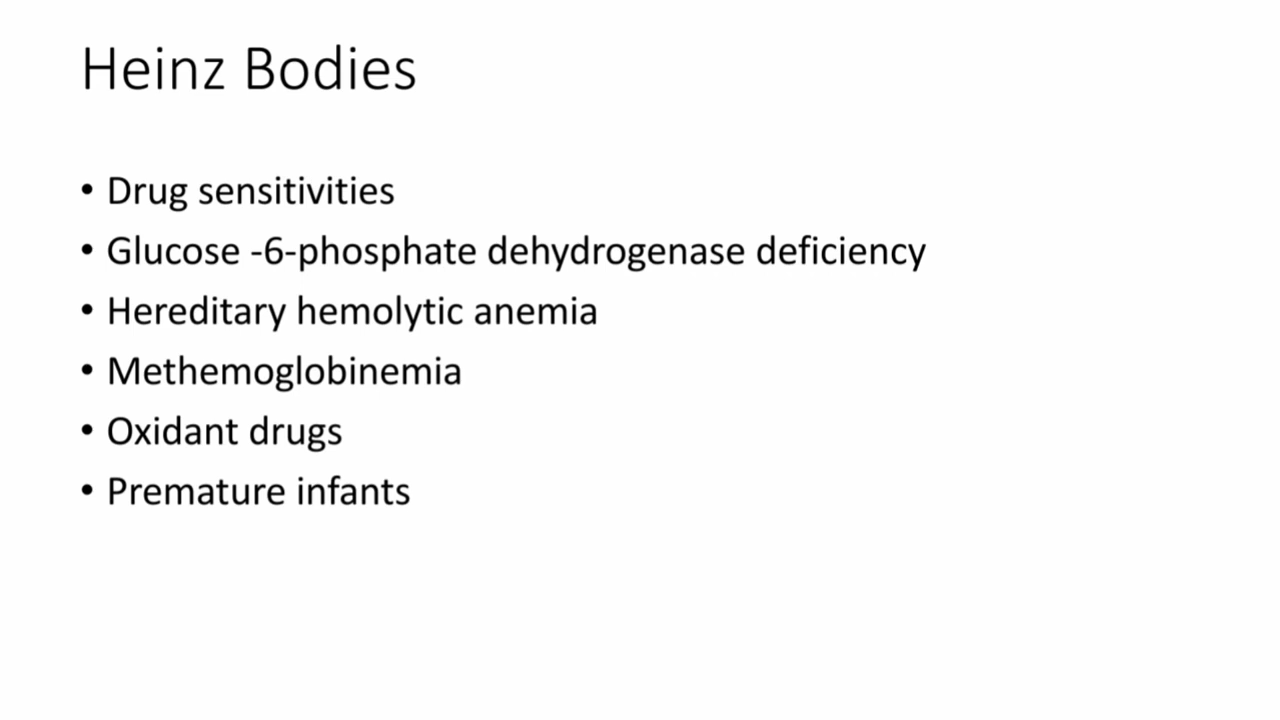 Heinz Bodies
• Drug sensitivities
• Glucose -6-phosphate dehydrogenase deficiency
• Hereditary hemolytic anemia
• Methemoglobinemia
• Oxidant drugs
• Premature infants